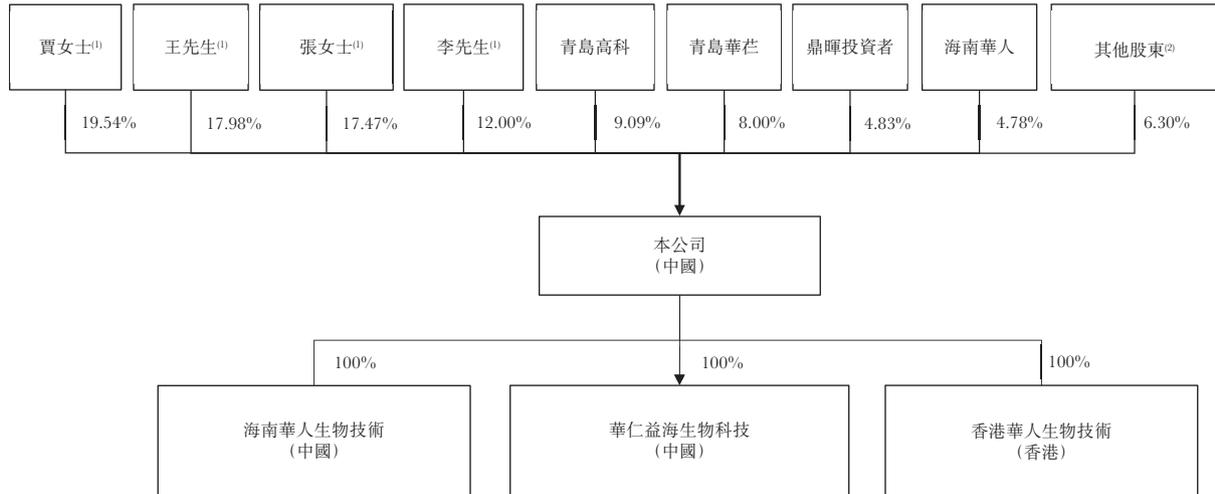 賈女士(1)
王先生(1)
張女士(1)
李先生(1)
青島高科
青島華芢
鼎暉投資者
海南華人
其他股東(2)
19.54%
17.98%
17.47%
12.00%
9.09%
8.00%
4.83%
4.78%
6.30%
本公司
(中國)
100%
100%
100%
海南華人生物技術
(中國)
華仁益海生物科技
(中國)
香港華人生物技術
(香港)